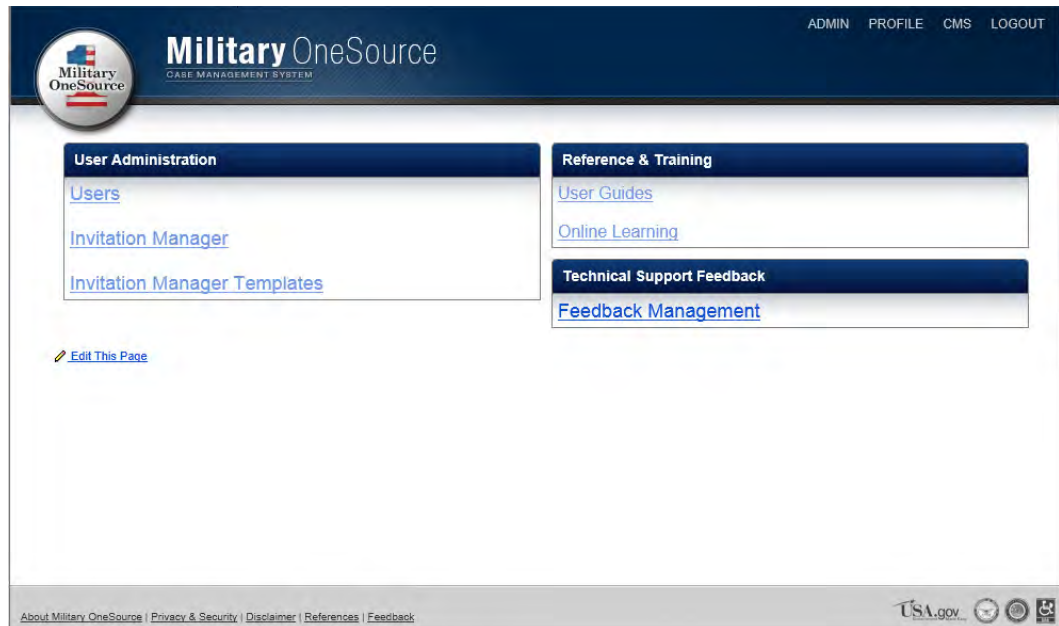 ADMIN PROFILE CMS LOGOUT
Military OneSource
CASE MANAGEMENT SYSTEM
Military
OneSource
User Administration
Users
Invitation Manager
Invitation Manager Templates
Reference & Training
User Guides
Online Learning
Technical Support Feedback
Feedback Management
Edit This Page
About Military OneSource | Privacy & Security | Disclaimer | References | Feedback
USA.gov